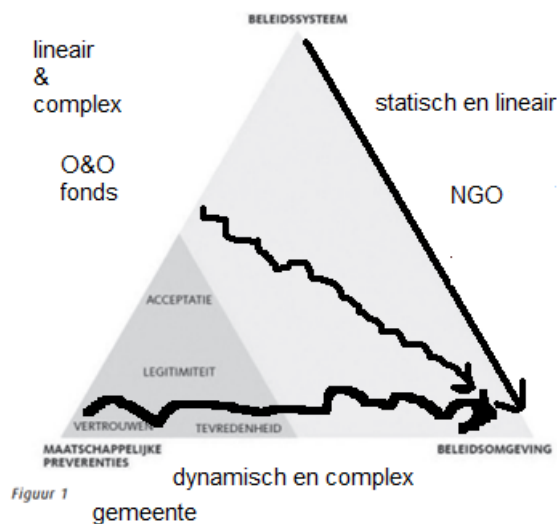 BELEIDSSYSTEEM
lineair
&
complex
statisch en lineair
O&O
fonds
NGO
ACCEPTATIE
LEGITIMITEIT
VERTROUWEN
TEVREDENHEID
MAATSCHAPPELIJKE
PREVERENTIES
BELEIDSOMGEVING
dynamisch en complex
Figuur 1
gemeente